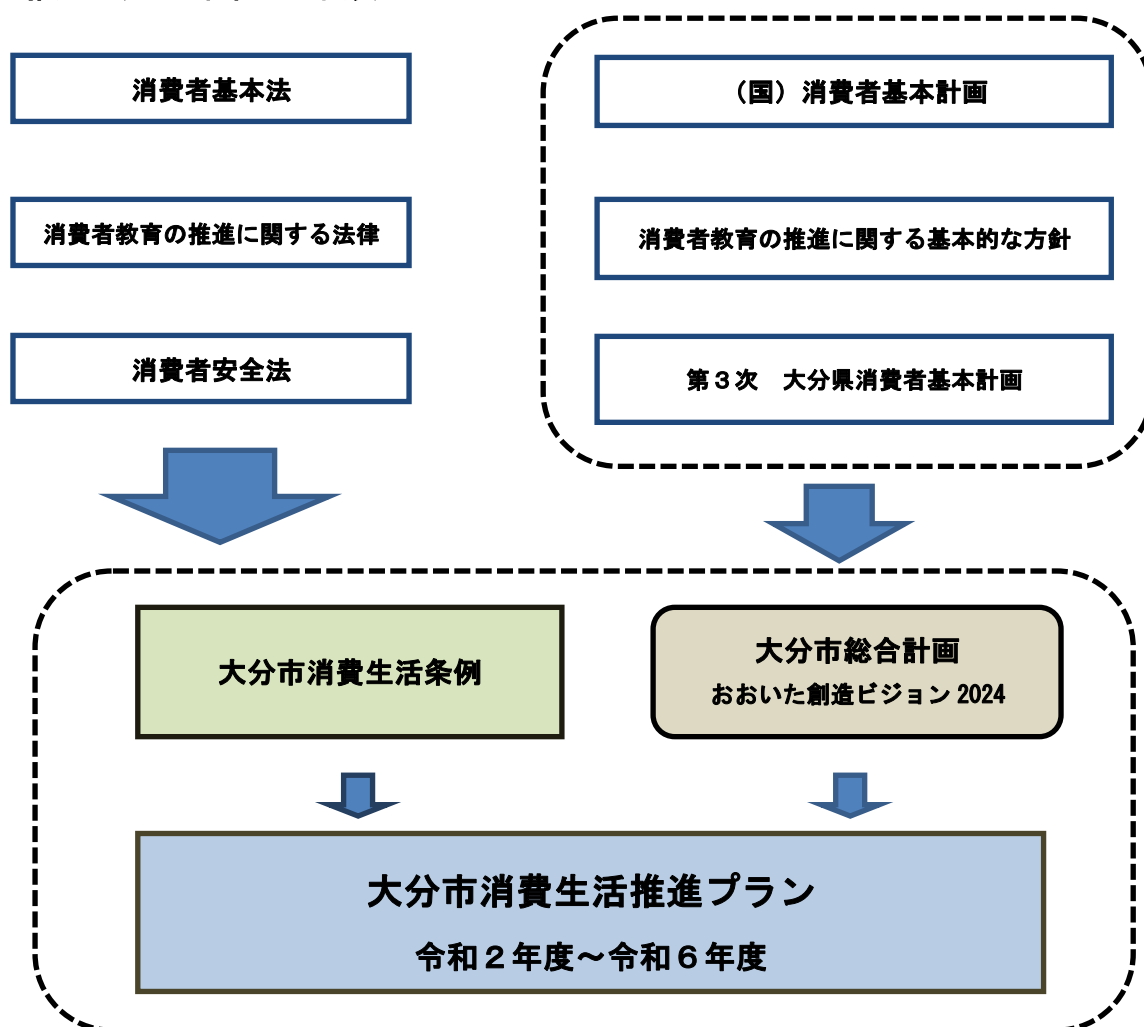 消費者基本法
消費者教育の推進に関する法律
消費者安全法
（国）消費者基本計画
消費者教育の推進に関する基本的な方針
第３次　大分県消費者基本計画
大分市消費生活条例
大分市総合計画
おおいた創造ビジョン 2024
大分市消費生活推進プラン
令和２年度～令和６年度